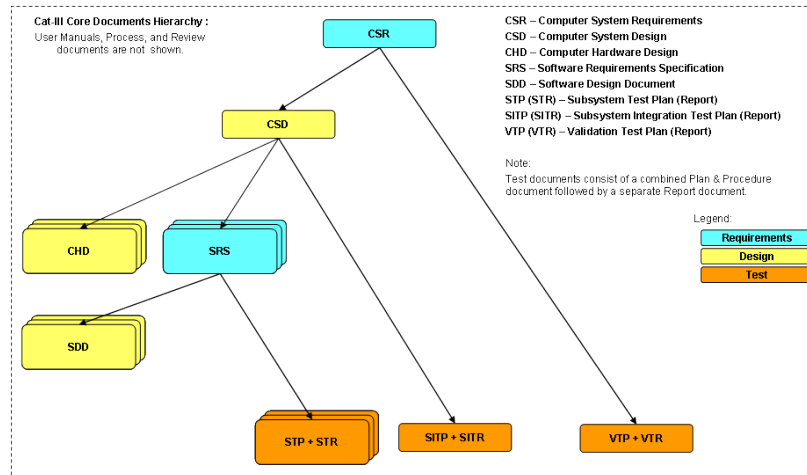 Cat-III Core Documents Hierarchy :
User Manuals, Process, and Review
documents are not shown.
CSR
CSR – Computer System Requirements
CSD – Computer System Design
CHD – Computer Hardware Design
SRS – Software Requirements Specification
SDD – Software Design Document
STP (STR) – Subsystem Test Plan (Report)
SITP (SITR) – Subsystem Integration Test Plan (Report)
VTP (VTR) – Validation Test Plan (Report)
CSD
Note:
Test documents consist of a combined Plan & Procedure
document followed by a separate Report document.
Legend:
Requirements
Design
Test
CHD
SRS
SDD
STP + STR
SITP + SITR
VTP + VTR